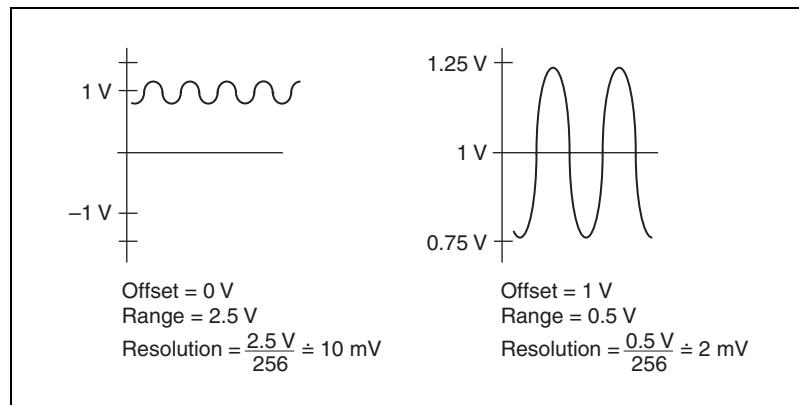 1 V
–1 V
Offset = 0 V
Range = 2.5 V
Resolution = 2.5 V / 256 ≐ 10 mV
1.25 V
1 V
0.75 V
Offset = 1 V
Range = 0.5 V
Resolution = 0.5 V / 256 ≐ 2 mV